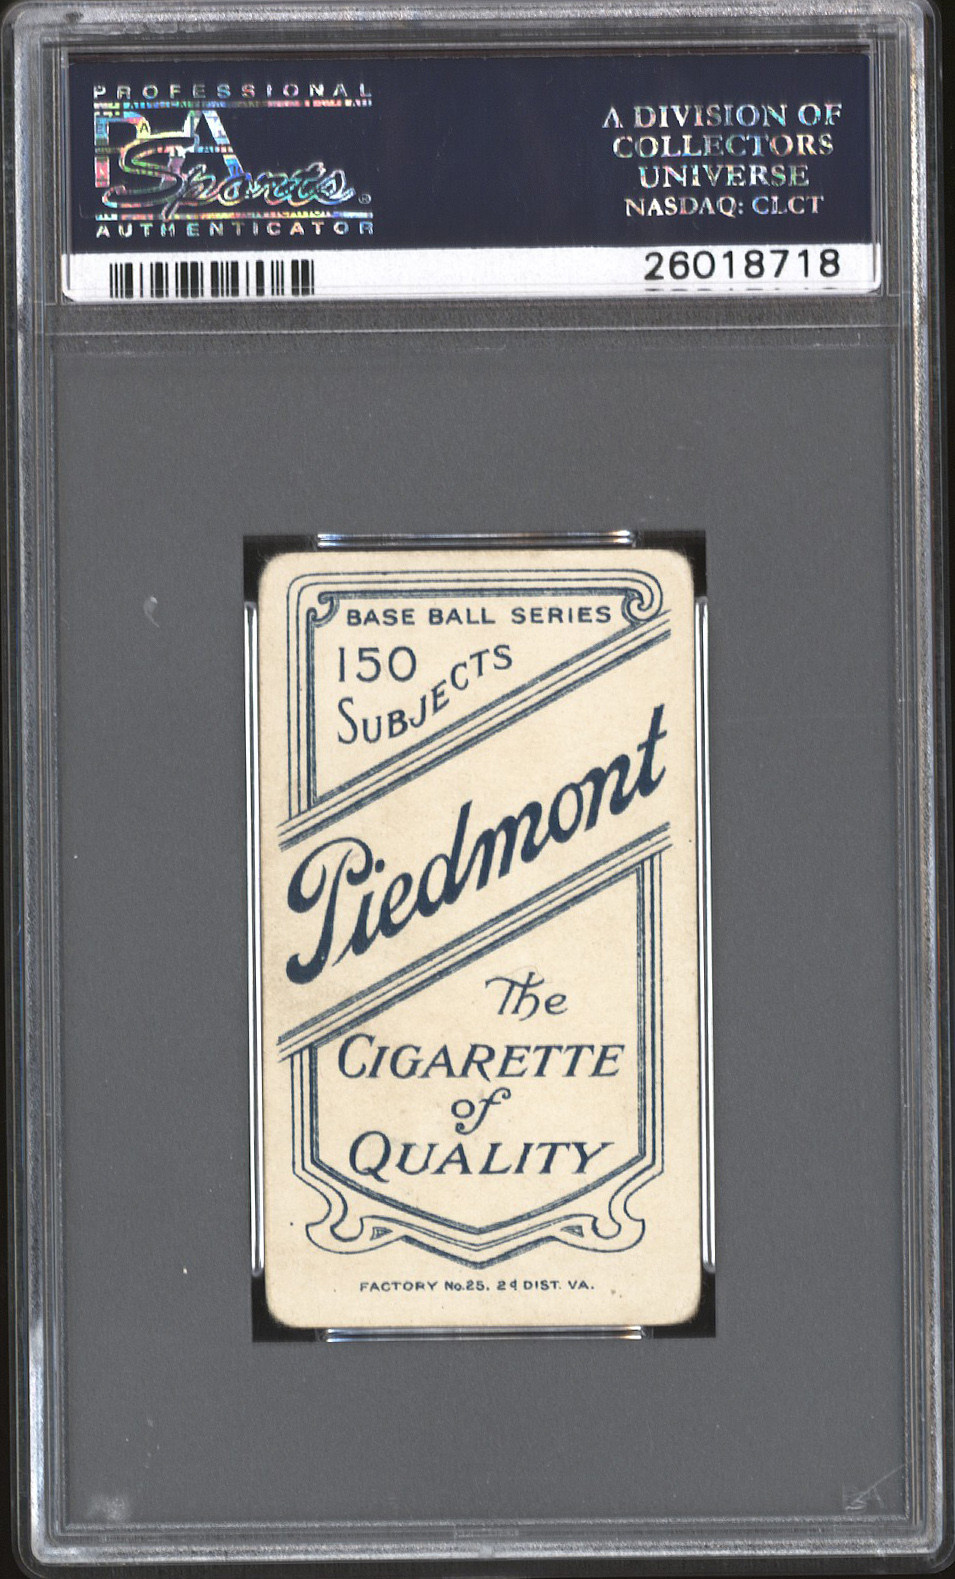 PROFESSIONAL
PSA
Sports
AUTHENTICATOR
A DIVISION OF
COLLECTORS
UNIVERSE
NASDAQ: CLCT
26018718
BASE BALL SERIES
150
SUBJECTS
Piedmont
The
CIGARETTE
of
QUALITY
FACTORY No.25. 2d DIST. VA.